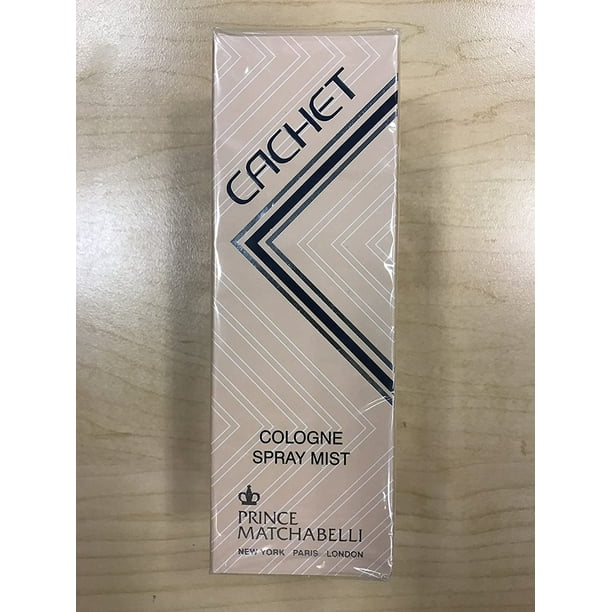 CACHET
COLOGNE
SPRAY MIST
PRINCE
MATCHABELLI
NEW YORK PARIS LONDON